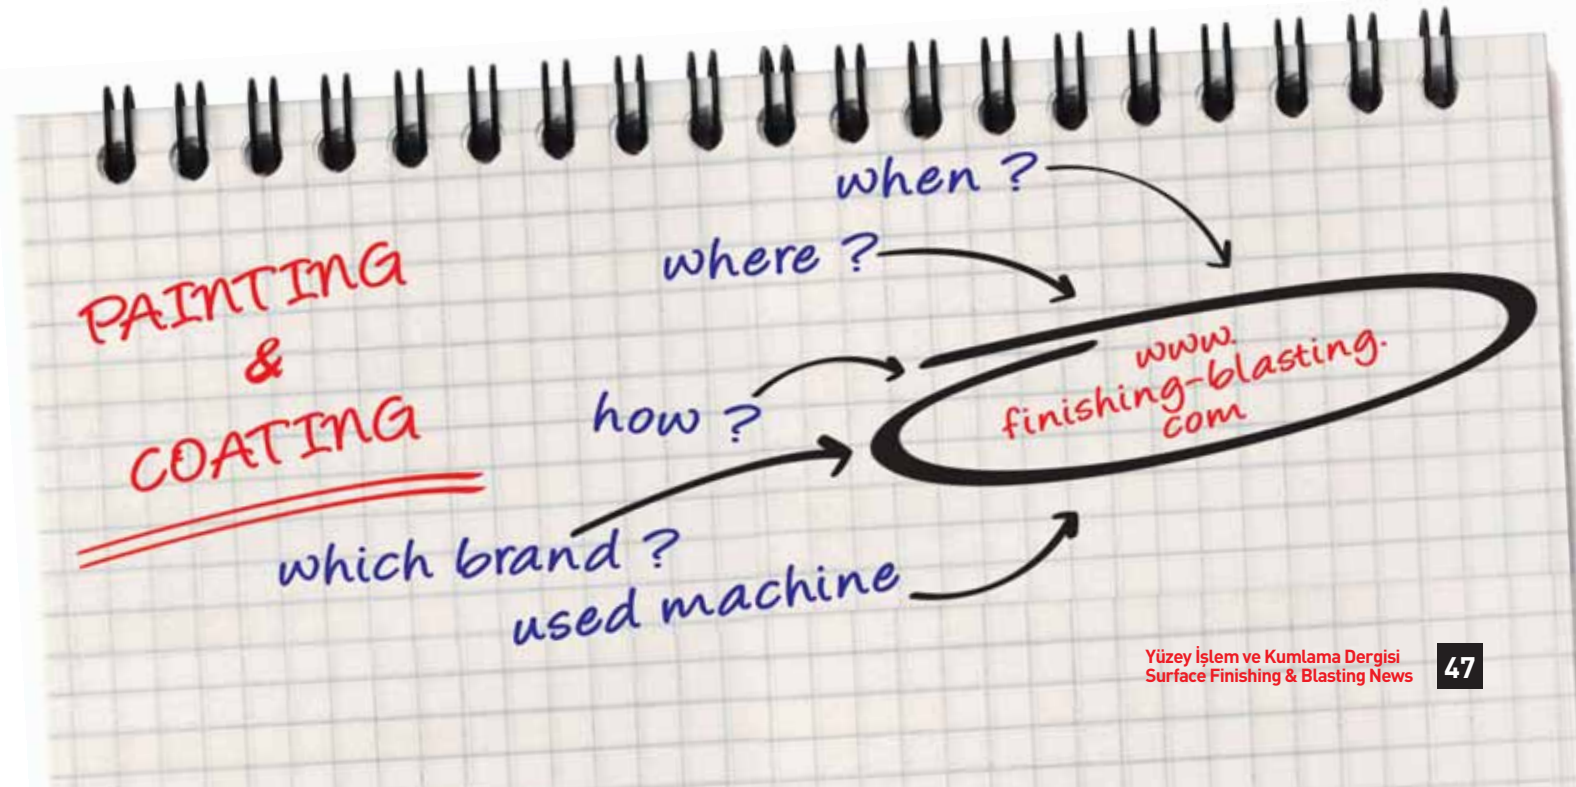 PAINTING
&
COATING
when ?
where ?
how ?
which brand ?
used machine
www.
finishing-blasting.
com
Yüzey İşlem ve Kumlama Dergisi
Surface Finishing & Blasting News
47